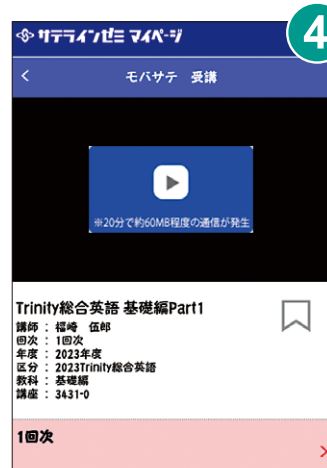 サテラインゼミ マイページ
4
モバサテ 受講
※20分で約60MB程度の通信が発生
Trinity総合英語 基礎編Part1
講師 : 福崎 伍郎
回次 : 1回次
年度 : 2023年度
区分 : 2023Trinity総合英語
教科 : 基礎編
講座 : 3431-0
1回次